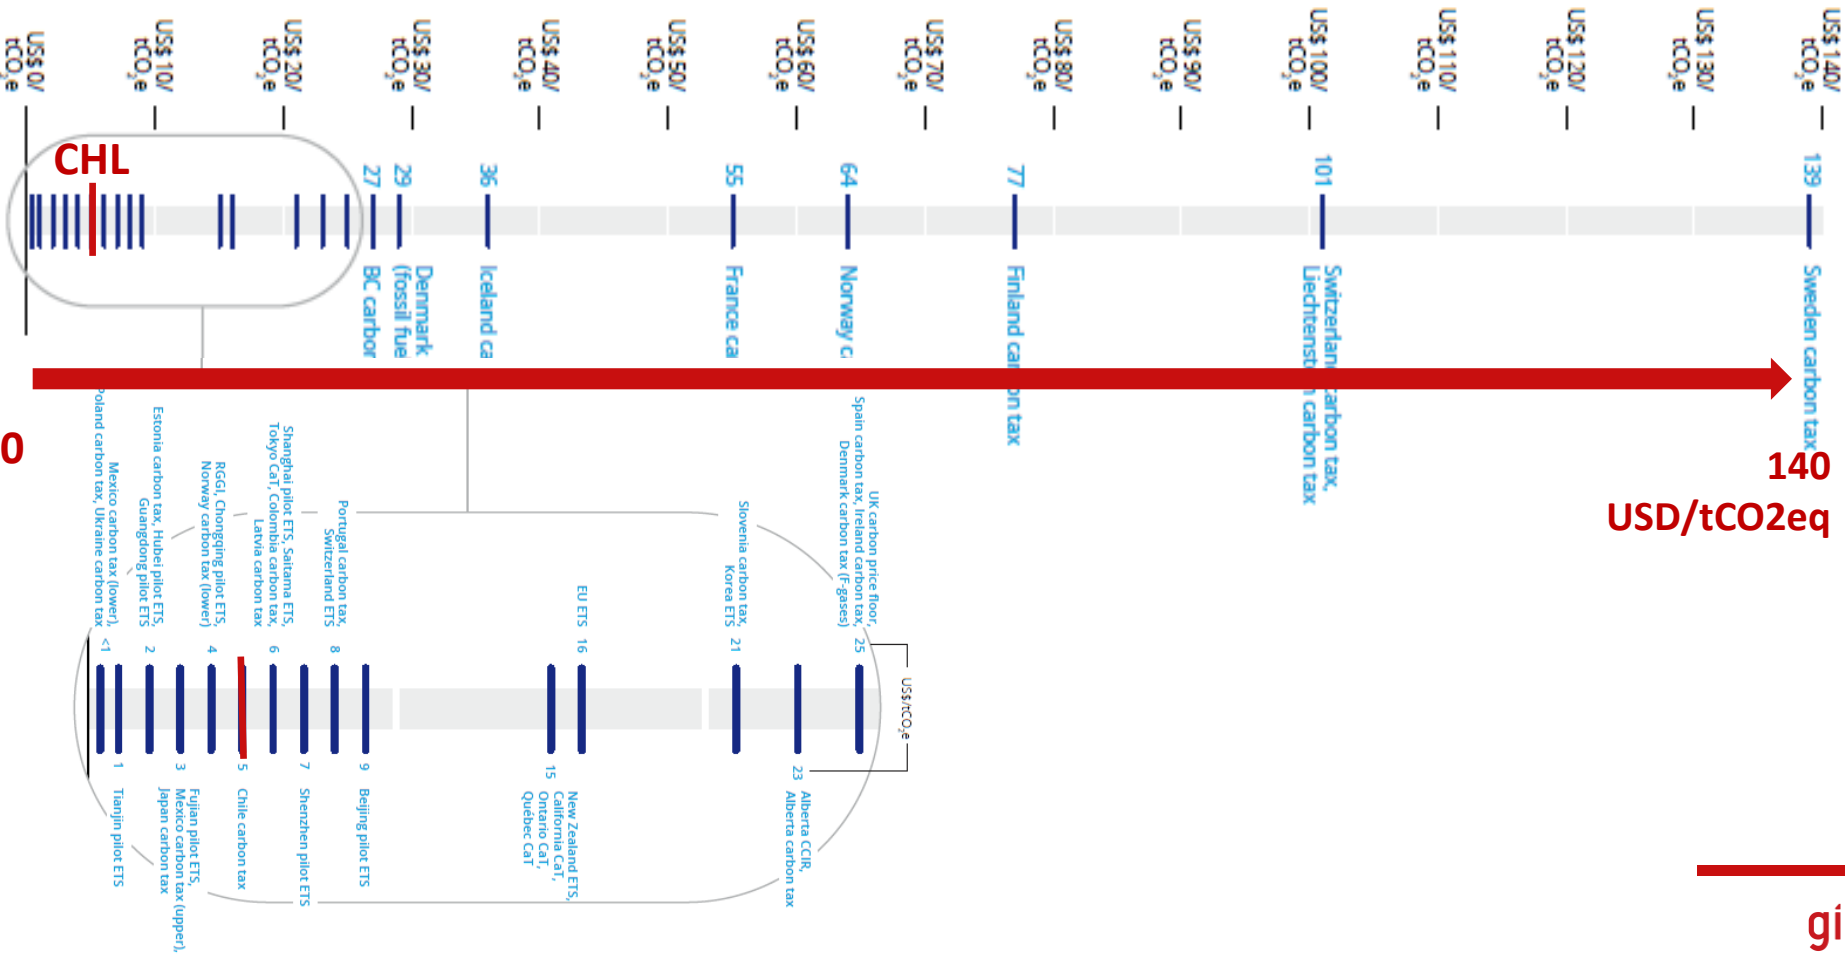 US$ 0/
tCO2e
US$ 10/
tCO2e
US$ 20/
tCO2e
US$ 30/
tCO2e
US$ 40/
tCO2e
US$ 50/
tCO2e
US$ 60/
tCO2e
US$ 70/
tCO2e
US$ 80/
tCO2e
US$ 90/
tCO2e
US$ 100/
tCO2e
US$ 110/
tCO2e
US$ 120/
tCO2e
US$ 130/
tCO2e
US$ 140/
tCO2e
CHL
27
BC carbor
29
Denmark
(fossil fue
36
Iceland ca
55
France ca
64
Norway c
77
Finland carbon tax
101
Switzerland carbon tax,
Liechtenstein carbon tax
139
Sweden carbon tax
0
140
USD/tCO2eq
Mexico carbon tax (lower),
Poland carbon tax, Ukraine carbon tax
<1
Estonia carbon tax, Hubei pilot ETS,
Guangdong pilot ETS
2
RGGI, Chongqing pilot ETS,
Norway carbon tax (lower)
4
Shanghai pilot ETS, Saitama ETS,
Tokyo CaT, Colombia carbon tax,
Latvia carbon tax
6
Portugal carbon tax,
Switzerland ETS
8
EU ETS 16
Slovenia carbon tax,
Korea ETS
21
UK carbon price floor,
Spain carbon tax, Ireland carbon tax,
Denmark carbon tax (F-gases)
25
US$/tCO2e
1 Tianjin pilot ETS
3
Fujian pilot ETS,
Mexico carbon tax (upper),
Japan carbon tax
5 Chile carbon tax
7 Shenzhen pilot ETS
9 Beijing pilot ETS
15
New Zealand ETS,
California CaT,
Ontario CaT,
Québec CaT
23
Alberta CCIR,
Alberta carbon tax
gi